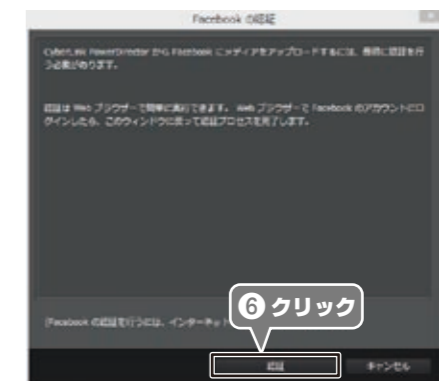 Facebook の認証
CyberLink PowerDirector から Facebook にメディアをアップロードするには、最初に認証を行
う必要があります。
認証は Web ブラウザーで簡単に実行できます。 Web ブラウザーで Facebook のアカウントにロ
グインしたら、このウィンドウに戻って認証プロセスを完了します。
(Facebook の認証を行うには、インターネッ
❻ クリック
認証
キャンセル